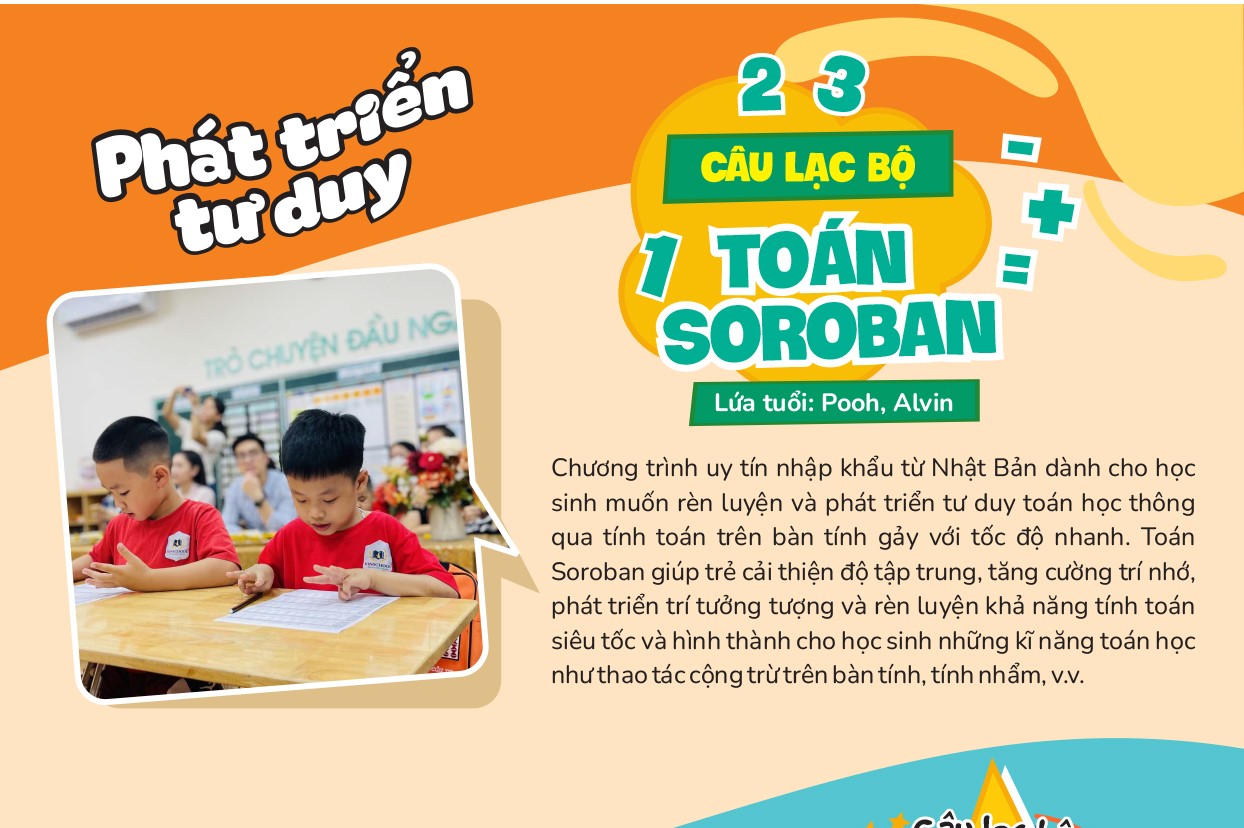 Phát triển
tư duy
2 3
CÂU LẠC BỘ
- + =
1 TOÁN
SOROBAN
Lứa tuổi: Pooh, Alvin
TRÒ CHUYỆN ĐẦU NG
Chương trình uy tín nhập khẩu từ Nhật Bản dành cho học
sinh muốn rèn luyện và phát triển tư duy toán học thông
qua tính toán trên bàn tính gảy với tốc độ nhanh. Toán
Soroban giúp trẻ cải thiện độ tập trung, tăng cường trí nhớ,
phát triển trí tưởng tượng và rèn luyện khả năng tính toán
siêu tốc và hình thành cho học sinh những kĩ năng toán học
như thao tác cộng trừ trên bàn tính, tính nhẩm, v.v.
Câu lạc bộ